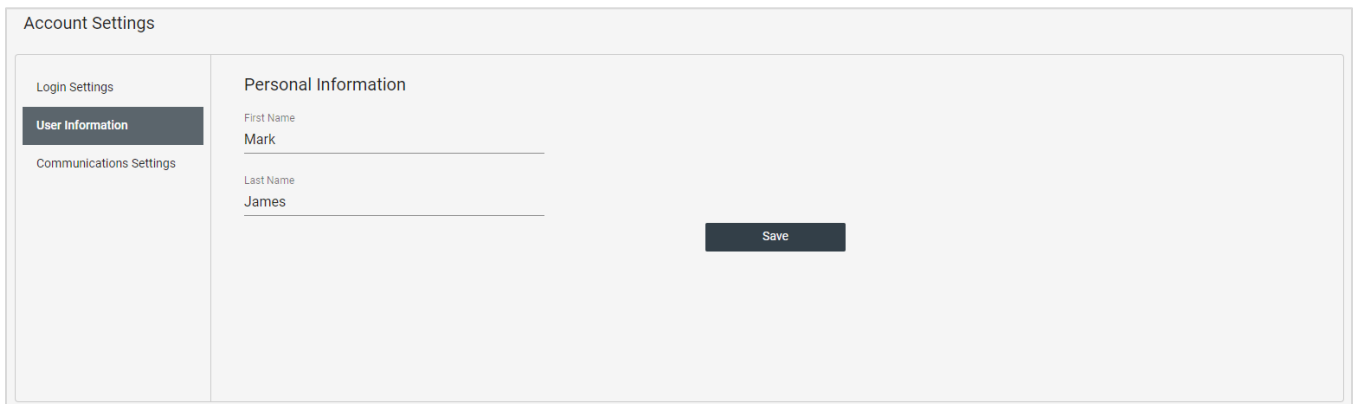 Account Settings
Login Settings
User Information
Communications Settings
Personal Information
First Name
Mark
Last Name
James
Save